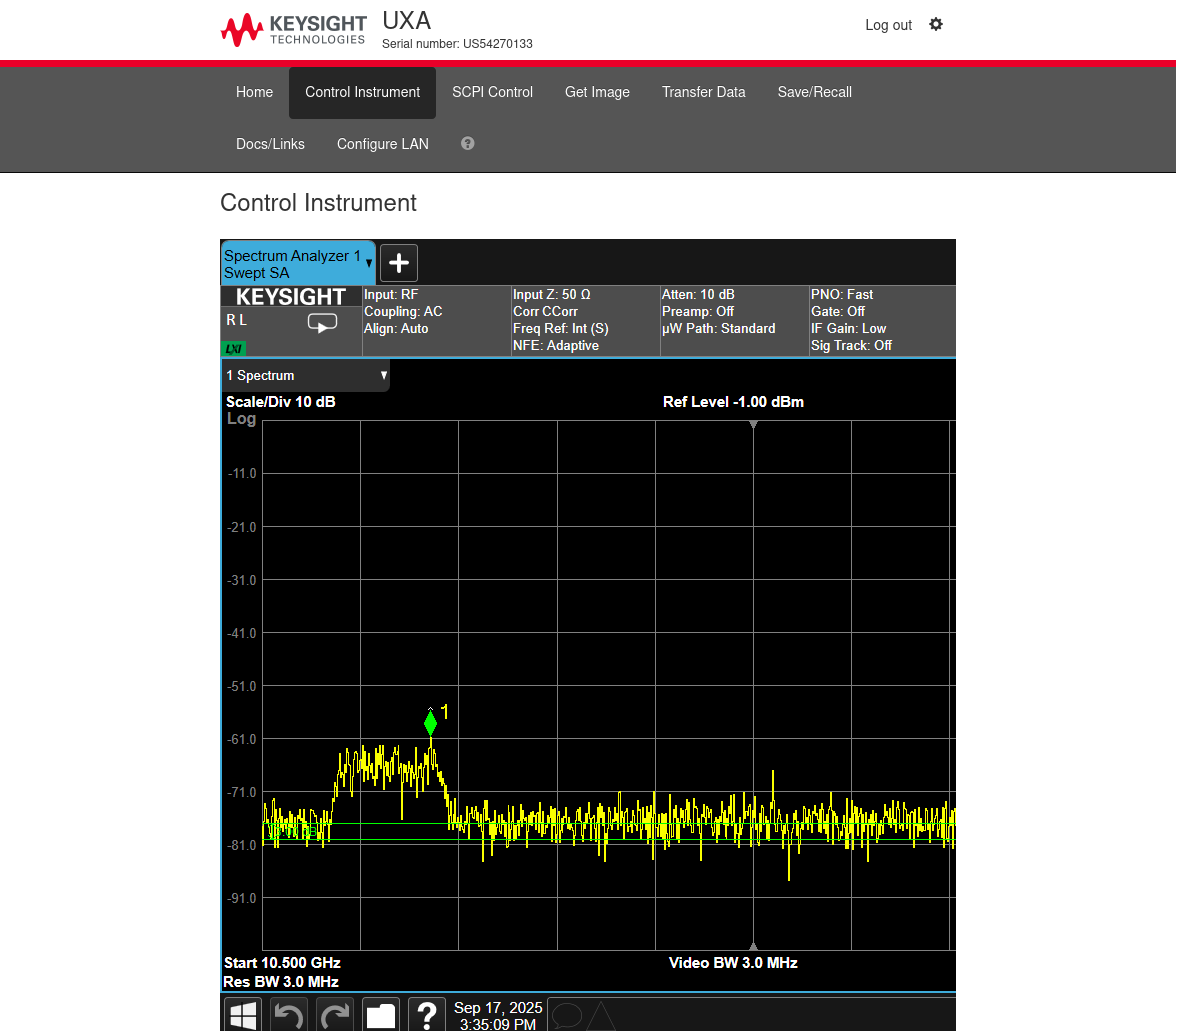 KEYSIGHT
TECHNOLOGIES
UXA
Serial number: US54270133
Log out
Home
Control Instrument
SCPI Control
Get Image
Transfer Data
Save/Recall
Docs/Links
Configure LAN
?
Control Instrument
Spectrum Analyzer 1
Swept SA
KEYSIGHT
R L
LXI
Input: RF
Coupling: AC
Align: Auto
Input Z: 50 Ω
Corr CCorr
Freq Ref: Int (S)
NFE: Adaptive
Atten: 10 dB
Preamp: Off
µW Path: Standard
PNO: Fast
Gate: Off
IF Gain: Low
Sig Track: Off
1 Spectrum
Scale/Div 10 dB
Ref Level -1.00 dBm
Log
-11.0
-21.0
-31.0
-41.0
-51.0
1
-61.0
-71.0
-81.0
-91.0
Start 10.500 GHz
Video BW 3.0 MHz
Res BW 3.0 MHz
?
Sep 17, 2025
3:35:09 PM